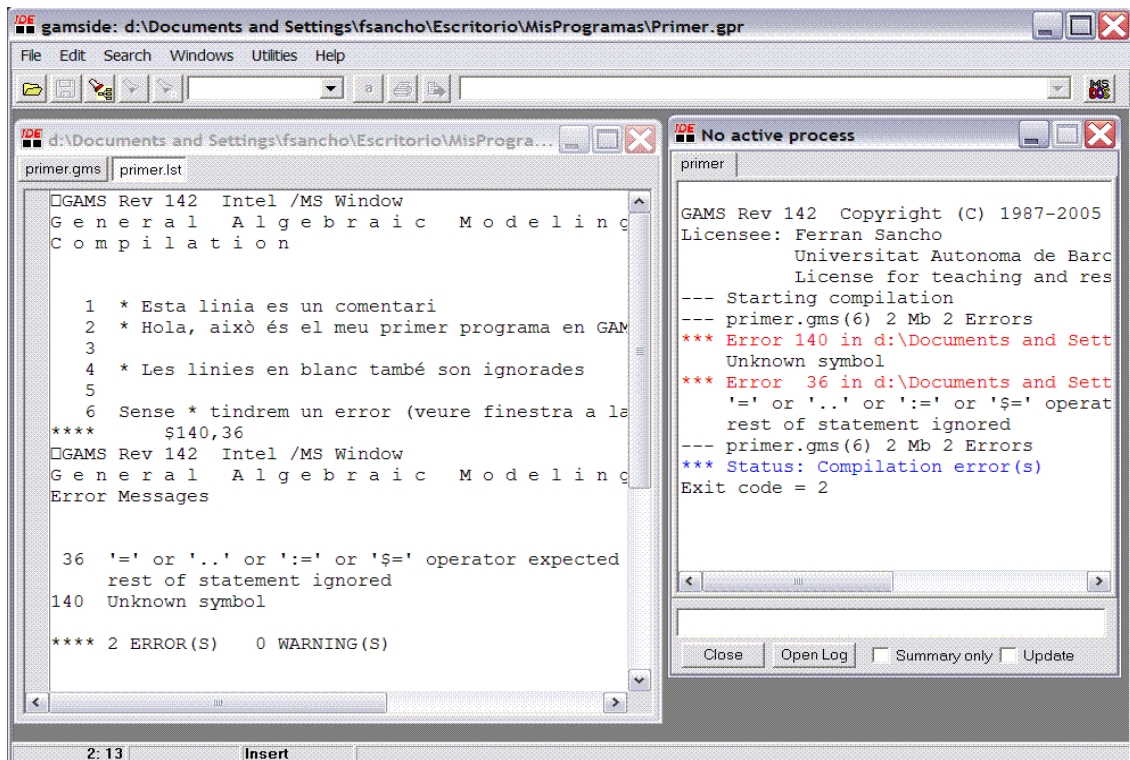 IDE gamside: d:\Documents and Settings\fsancho\Escritorio\MisProgramas\Primer.gpr
File Edit Search Windows Utilities Help
a
MS DOS
IDE d:\Documents and Settings\fsancho\Escritorio\MisProgra...
primer.gms primer.lst
GAMS Rev 142 Intel /MS Window
G e n e r a l A l g e b r a i c M o d e l i n g
C o m p i l a t i o n
1 * Esta linia es un comentari
2 * Hola, això és el meu primer programa en GAM
3
4 * Les linies en blanc també son ignorades
5
6 Sense * tindrem un error (veure finestra a la
**** $140,36
GAMS Rev 142 Intel /MS Window
G e n e r a l A l g e b r a i c M o d e l i n g
Error Messages
36 '=' or '..' or ':=' or '$=' operator expected
rest of statement ignored
140 Unknown symbol
**** 2 ERROR(S) 0 WARNING(S)
2: 13 Insert
IDE No active process
primer
GAMS Rev 142 Copyright (C) 1987-2005
Licensee: Ferran Sancho
Universitat Autonoma de Barc
License for teaching and res
--- Starting compilation
--- primer.gms(6) 2 Mb 2 Errors
*** Error 140 in d:\Documents and Sett
Unknown symbol
*** Error 36 in d:\Documents and Sett
'=' or '..' or ':=' or '$=' operat
rest of statement ignored
--- primer.gms(6) 2 Mb 2 Errors
*** Status: Compilation error(s)
Exit code = 2
Close Open Log Summary only Update